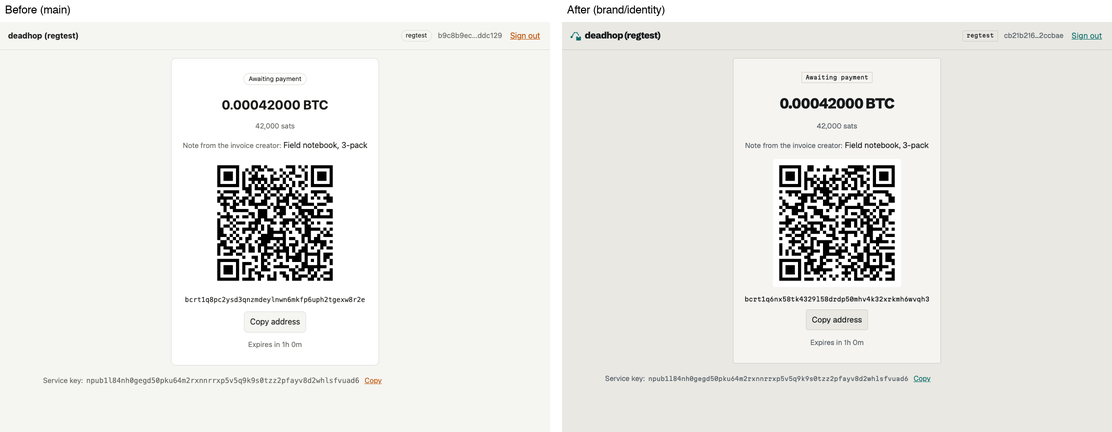 Before (main)
deadhop (regtest)
regtest
b9c8b9ec...ddc129
Sign out
Awaiting payment
0.00042000 BTC
42,000 sats
Note from the invoice creator: Field notebook, 3-pack
bcrt1q8pc2ysd3qnzmdeylnwn6mkfp6uph2tgexw8r2e
Copy address
Expires in 1h 0m
Service key: npub1l84nh0gegd50pku64m2rxnnrrxp5v5q9k9s0tzz2pfayv8d2whlsfvuad6 Copy
After (brand/identity)
deadhop (regtest)
regtest
cb21b216...2ccbae
Sign out
Awaiting payment
0.00042000 BTC
42,000 sats
Note from the invoice creator: Field notebook, 3-pack
bcrt1q6nx58tk4329l58drdp50mhv4k32xrkmh6wvqh3
Copy address
Expires in 1h 0m
Service key: npub1l84nh0gegd50pku64m2rxnnrrxp5v5q9k9s0tzz2pfayv8d2whlsfvuad6 Copy